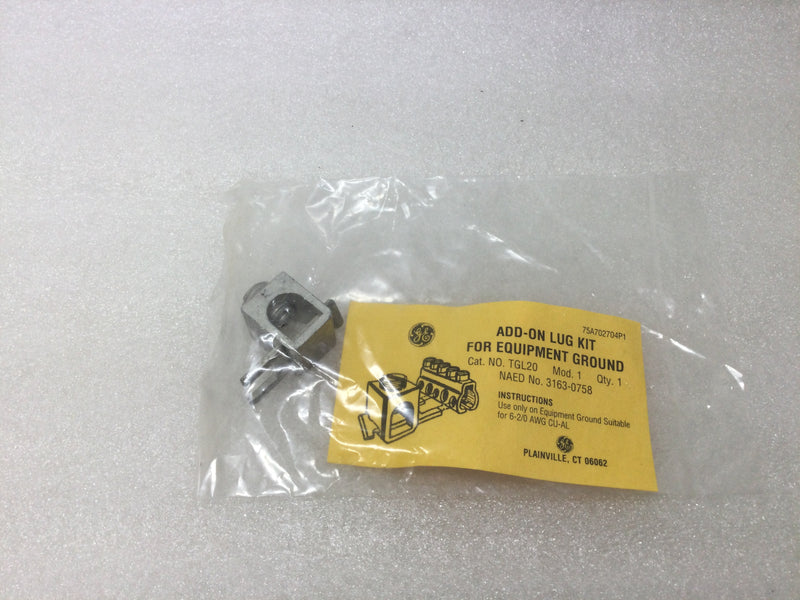 75A702704P1
GE
ADD-ON LUG KIT
FOR EQUIPMENT GROUND
Cat. NO. TGL20 Mod. 1 Qty. 1
NAED No. 3163-0758
INSTRUCTIONS
Use only on Equipment Ground Suitable
for 6-2/0 AWG CU-AL
GE
PLAINVILLE, CT 06062